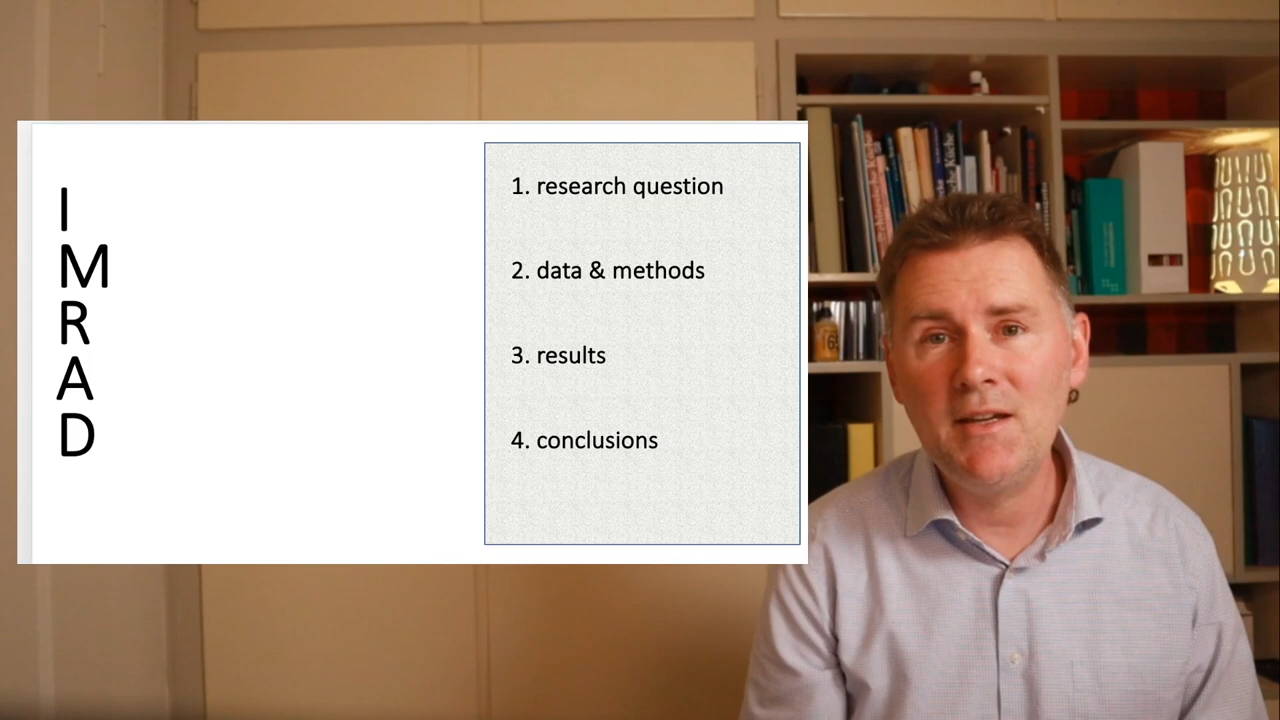 I
M
R
A
D
1. research question
2. data & methods
3. results
4. conclusions